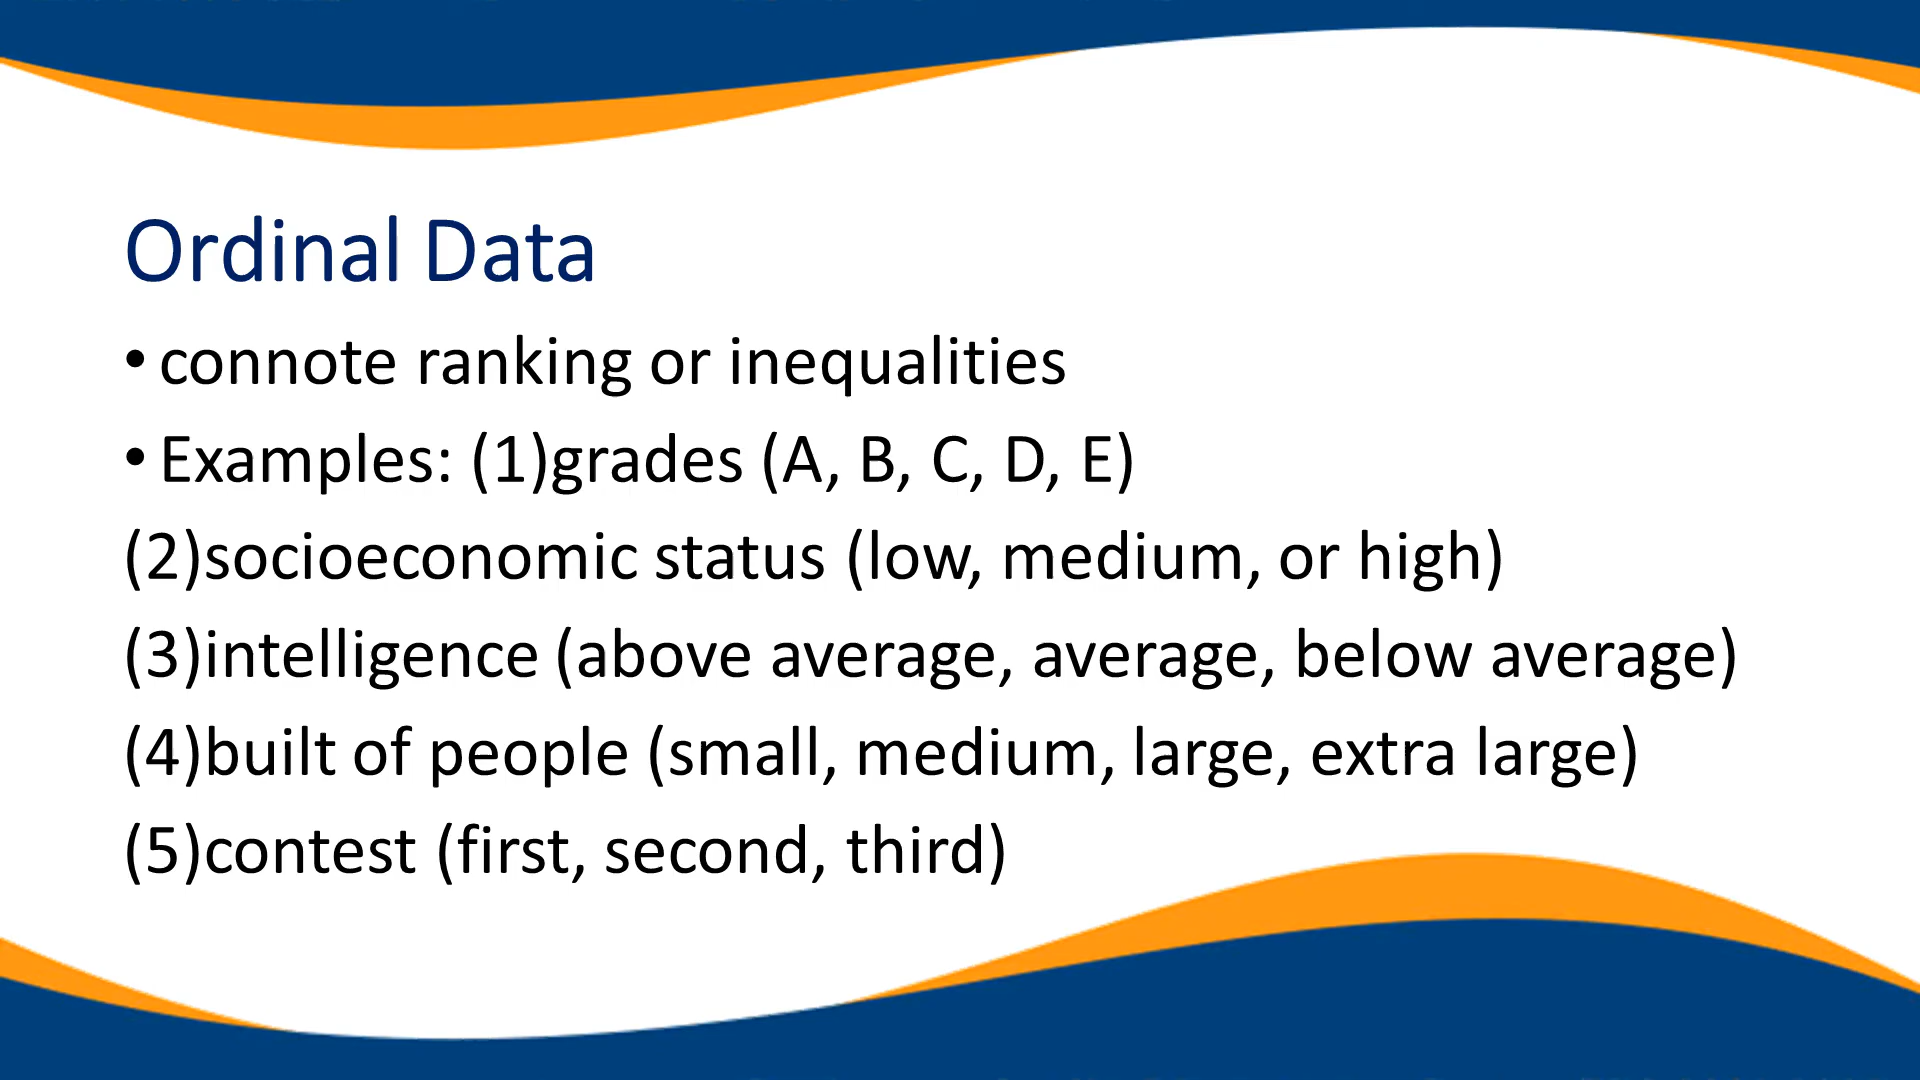 Ordinal Data
• connote ranking or inequalities
• Examples: (1)grades (A, B, C, D, E)
(2)socioeconomic status (low, medium, or high)
(3)intelligence (above average, average, below average)
(4)built of people (small, medium, large, extra large)
(5)contest (first, second, third)